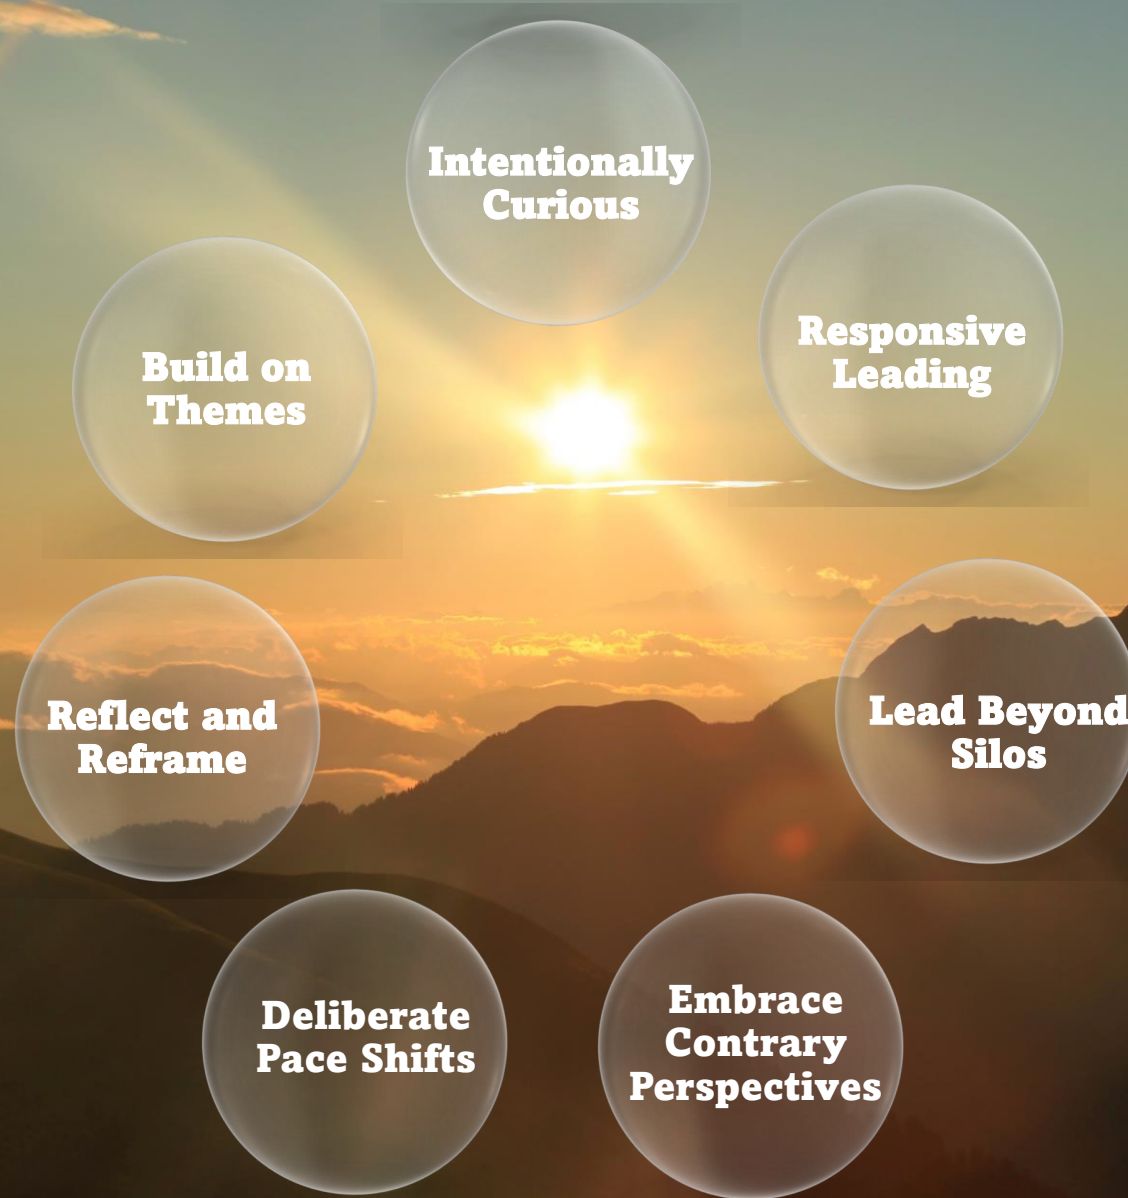 Intentionally
Curious
Responsive
Leading
Build on
Themes
Lead Beyond
Silos
Reflect and
Reframe
Embrace
Contrary
Perspectives
Deliberate
Pace Shifts